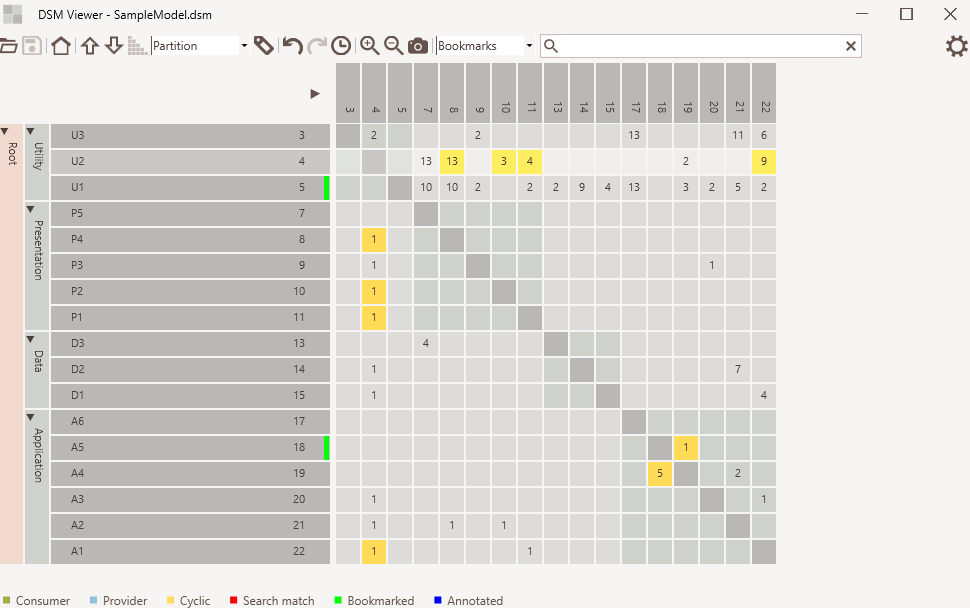 DSM Viewer - SampleModel.dsm
Partition Bookmarks
3 4 5 7 8 9 10 11 13 14 15 17 18 19 20 21 22
Root
Utility
U3 3 2 2 13 11 6
U2 4 13 13 3 4 2 9
U1 5 10 10 2 2 2 9 4 13 3 2 5 2
Presentation
P5 7
P4 8 1
P3 9 1 1
P2 10 1
P1 11 1
Data
D3 13 4
D2 14 1 7
D1 15 1 4
Application
A6 17
A5 18 1
A4 19 5 2
A3 20 1 1
A2 21 1 1 1
A1 22 1 1
Consumer Provider Cyclic Search match Bookmarked Annotated